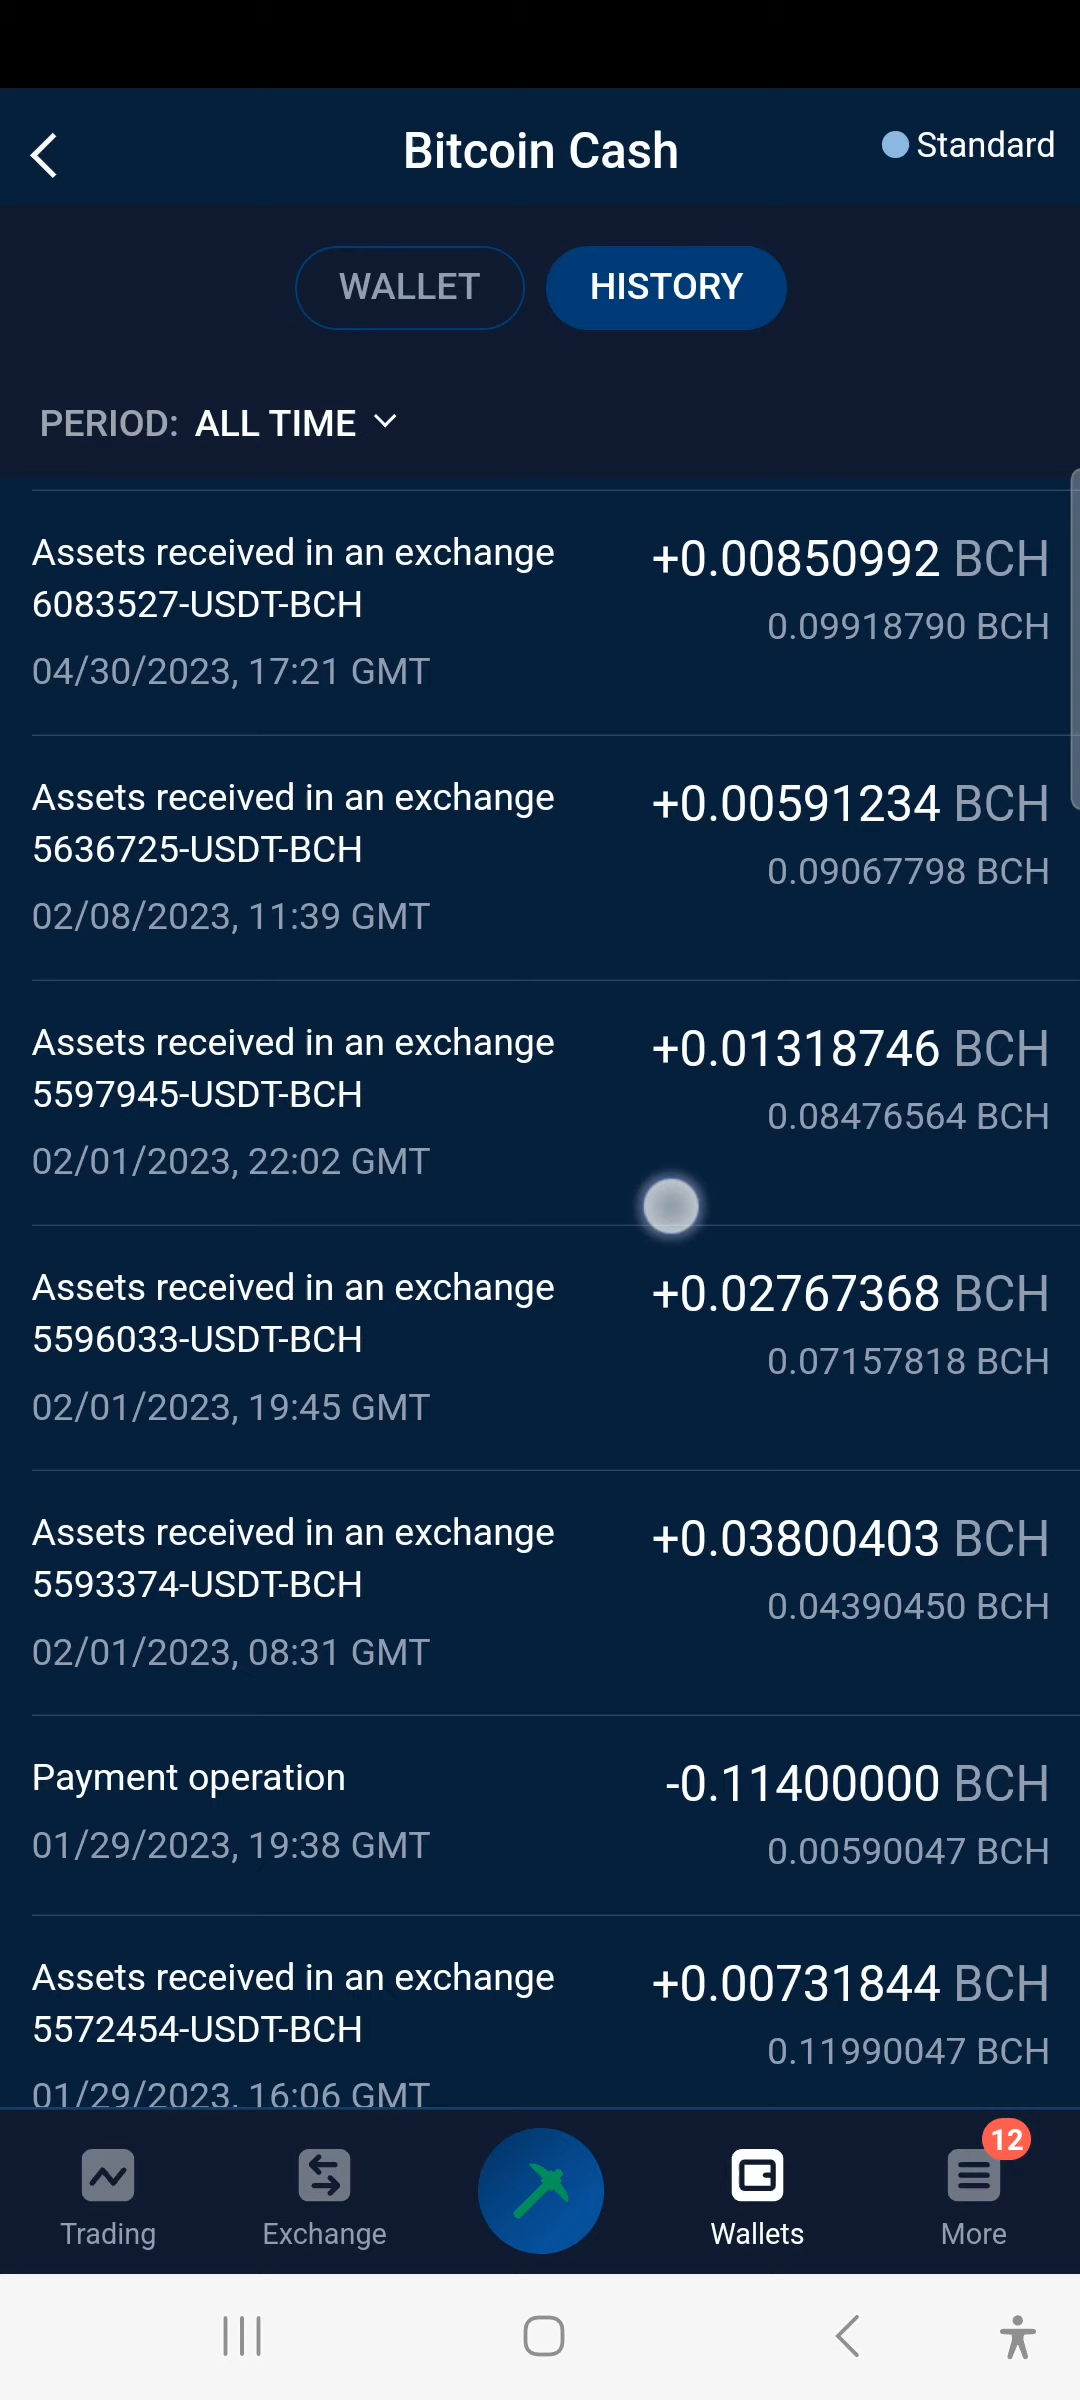 Bitcoin Cash
Standard
WALLET
HISTORY
PERIOD: ALL TIME
Assets received in an exchange
6083527-USDT-BCH
04/30/2023, 17:21 GMT
+0.00850992 BCH
0.09918790 BCH
Assets received in an exchange
5636725-USDT-BCH
02/08/2023, 11:39 GMT
+0.00591234 BCH
0.09067798 BCH
Assets received in an exchange
5597945-USDT-BCH
02/01/2023, 22:02 GMT
+0.01318746 BCH
0.08476564 BCH
Assets received in an exchange
5596033-USDT-BCH
02/01/2023, 19:45 GMT
+0.02767368 BCH
0.07157818 BCH
Assets received in an exchange
5593374-USDT-BCH
02/01/2023, 08:31 GMT
+0.03800403 BCH
0.04390450 BCH
Payment operation
01/29/2023, 19:38 GMT
-0.11400000 BCH
0.00590047 BCH
Assets received in an exchange
5572454-USDT-BCH
01/29/2023, 16:06 GMT
+0.00731844 BCH
0.11990047 BCH
Trading
Exchange
Wallets
12
More